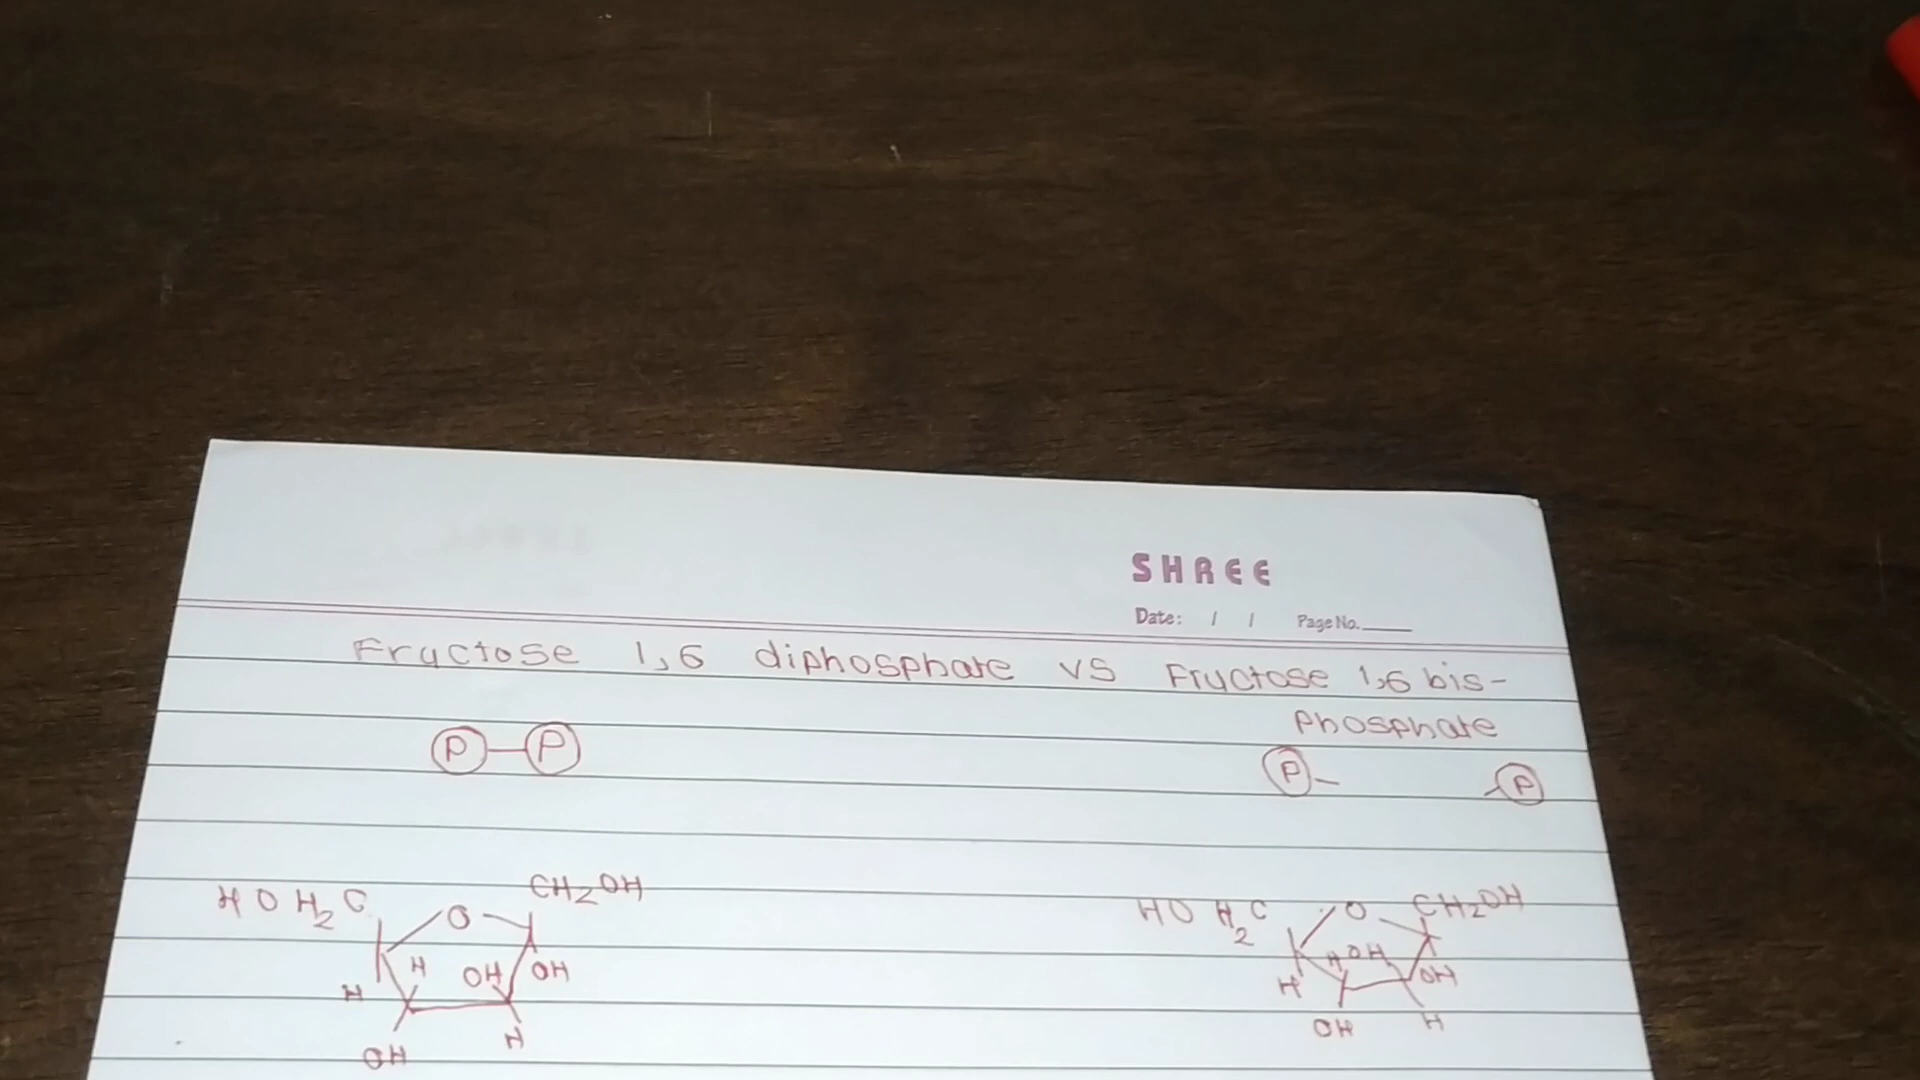 SHREE
Date: / / Page No.
Fructose 1,6 diphosphate vs Fructose 1,6 bis-
Phosphate
P-P P- -P
HOH2C O CH2OH HOH2C O CH2OH
H OH OH H OH
H H OH
OH H OH H